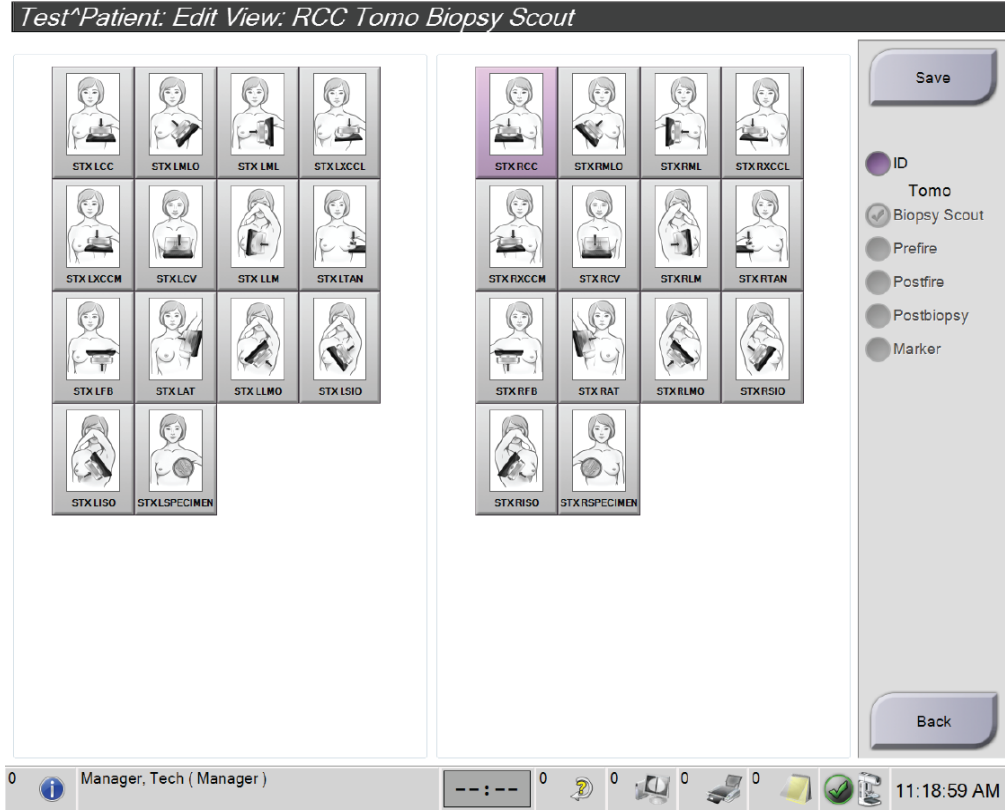 Test^Patient: Edit View: RCC Tomo Biopsy Scout
STX LCC STX LMLO STX LML STX LXCCL
STX LXCCM STX LCV STX LLM STX LTAN
STX LFB STX LAT STX LLMO STX LSIO
STX LISO STX LSPECIMEN
STX RCC STX RMLO STX RML STX RXCCL
STX RXCCM STX RCV STX RLM STX RTAN
STX RFB STX RAT STX RLMO STX RSIO
STX RISO STX RSPECIMEN
Save
ID
Tomo
Biopsy Scout
Prefire
Postfire
Postbiopsy
Marker
Back
0 i Manager, Tech ( Manager ) --:-- 0 ? 0 0 0 11:18:59 AM